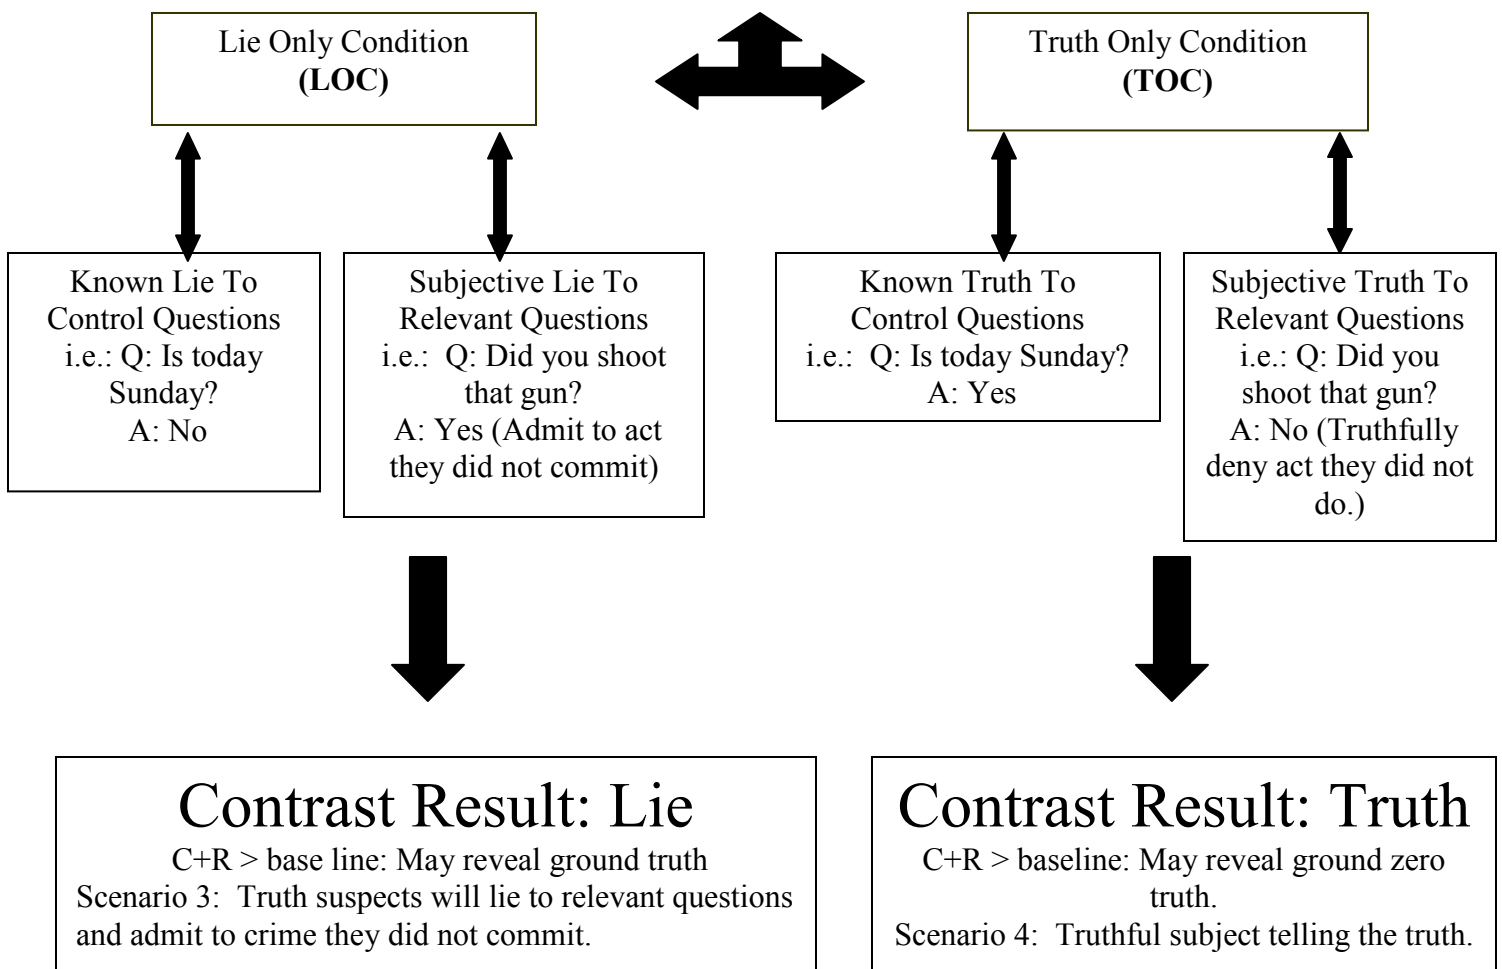 Lie Only Condition
(LOC)
Truth Only Condition
(TOC)
Known Lie To
Control Questions
i.e.: Q: Is today
Sunday?
A: No
Subjective Lie To
Relevant Questions
i.e.: Q: Did you shoot
that gun?
A: Yes (Admit to act
they did not commit)
Known Truth To
Control Questions
i.e.: Q: Is today Sunday?
A: Yes
Subjective Truth To
Relevant Questions
i.e.: Q: Did you
shoot that gun?
A: No (Truthfully
deny act they did not
do.)
Contrast Result: Lie
C+R > base line: May reveal ground truth
Scenario 3: Truth suspects will lie to relevant questions
and admit to crime they did not commit.
Contrast Result: Truth
C+R > baseline: May reveal ground zero
truth.
Scenario 4: Truthful subject telling the truth.